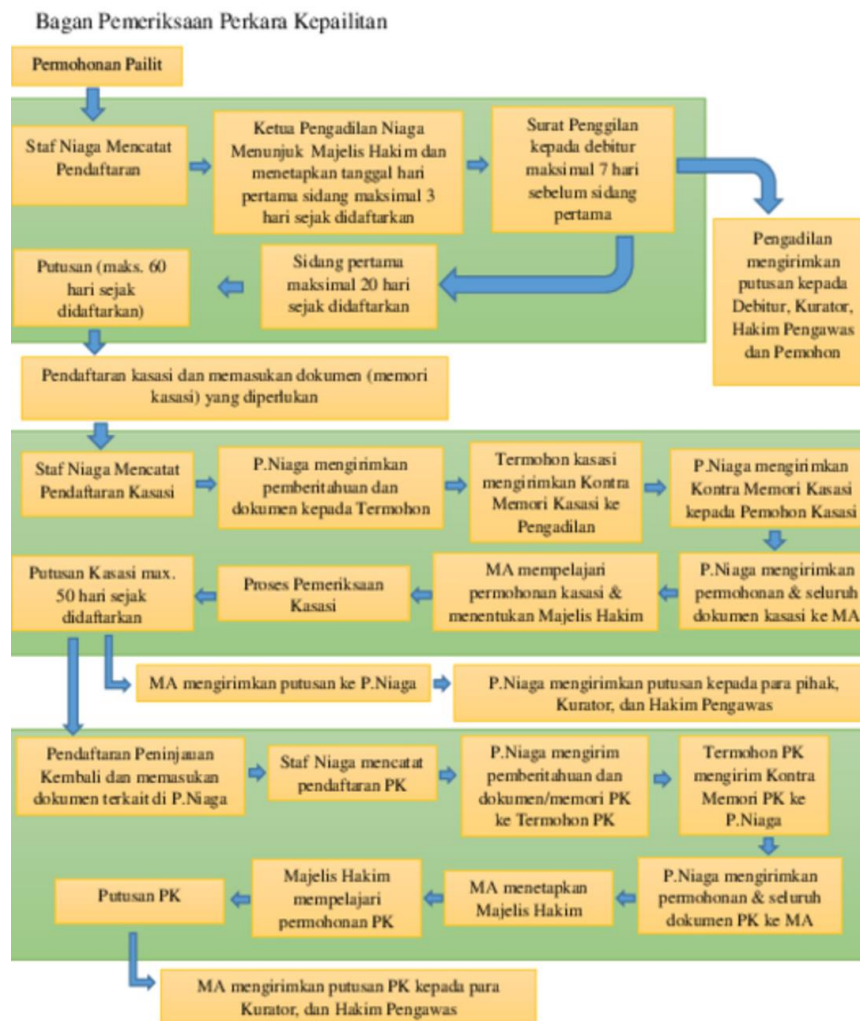 Bagan Pemeriksaan Perkara Kepailitan
Permohonan Pailit
Staf Niaga Mencatat
Pendaftaran
Ketua Pengadilan Niaga
Menunjuk Majelis Hakim dan
menetapkan tanggal hari
pertama sidang maksimal 3
hari sejak didaftarkan
Surat Penggilan
kepada debitur
maksimal 7 hari
sebelum sidang
pertama
Pengadilan
mengirimkan
putusan kepada
Debitur, Kurator,
Hakim Pengawas
dan Pemohon
Sidang pertama
maksimal 20 hari
sejak didaftarkan
Putusan (maks. 60
hari sejak
didaftarkan)
Pendaftaran kasasi dan memasukan dokumen (memori
kasasi) yang diperlukan
Staf Niaga Mencatat
Pendaftaran Kasasi
P.Niaga mengirimkan
pemberitahuan dan
dokumen kepada Termohon
Termohon kasasi
mengirimkan Kontra
Memori Kasasi ke
Pengadilan
P.Niaga mengirimkan
Kontra Memori Kasasi
kepada Pemohon Kasasi
P.Niaga mengirimkan
permohonan & seluruh
dokumen kasasi ke MA
MA mempelajari
permohonan kasasi &
menentukan Majelis Hakim
Proses Pemeriksaan
Kasasi
Putusan Kasasi max.
50 hari sejak
didaftarkan
MA mengirimkan putusan ke P.Niaga
P.Niaga mengirimkan putusan kepada para pihak,
Kurator, dan Hakim Pengawas
Pendaftaran Peninjauan
Kembali dan memasukan
dokumen terkait di P.Niaga
Staf Niaga mencatat
pendaftaran PK
P.Niaga mengirim
pemberitahuan dan
dokumen/memori PK
ke Termohon PK
Termohon PK
mengirim Kontra
Memori PK ke
P.Niaga
P.Niaga mengirimkan
permohonan & seluruh
dokumen PK ke MA
MA menetapkan
Majelis Hakim
Majelis Hakim
mempelajari
permohonan PK
Putusan PK
MA mengirimkan putusan PK kepada para
Kurator, dan Hakim Pengawas